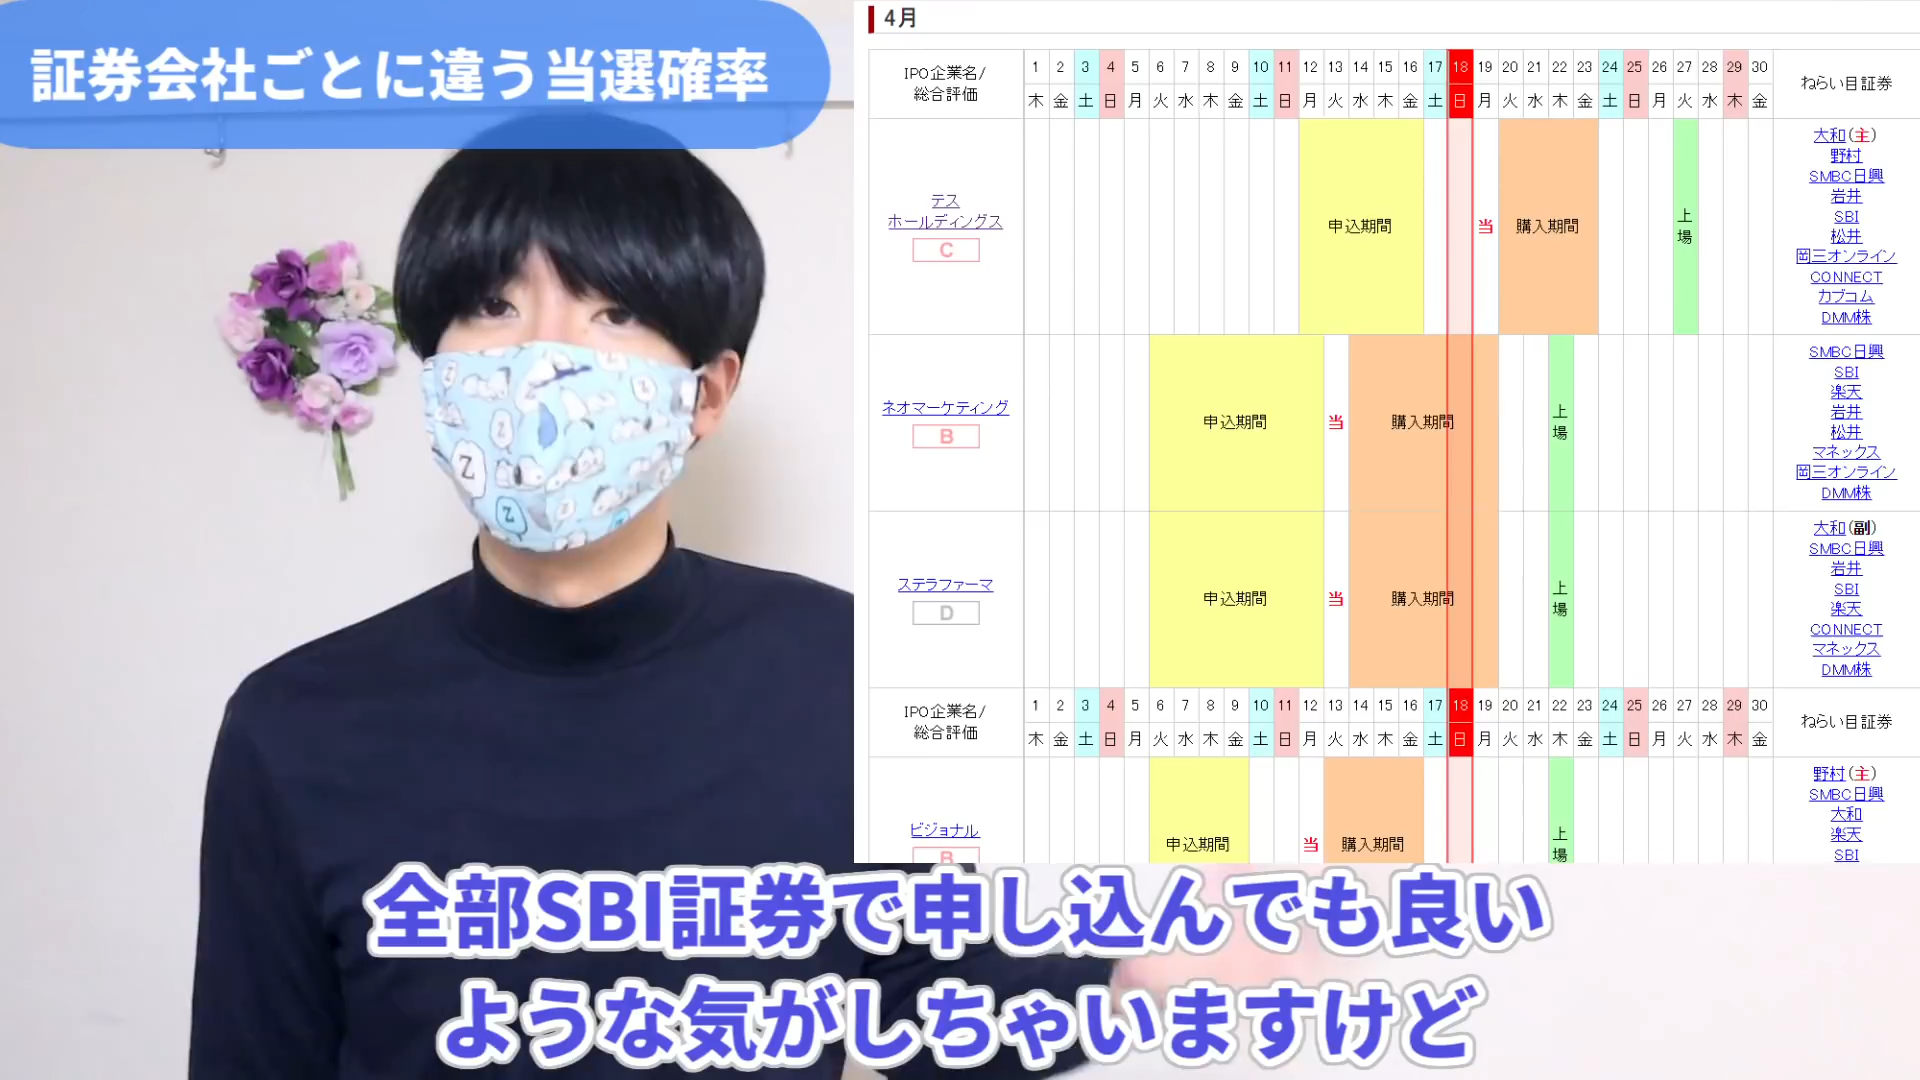 証券会社ごとに違う当選確率
4月
IPO企業名/
総合評価
1 2 3 4 5 6 7 8 9 10 11 12 13 14 15 16 17 18 19 20 21 22 23 24 25 26 27 28 29 30
木 金 土 日 月 火 水 木 金 土 日 月 火 水 木 金 土 日 月 火 水 木 金 土 日 月 火 水 木 金
ねらい目証券
テス
ホールディングス
C
申込期間
当
購入期間
上
場
大和(主)
野村
SMBC日興
岩井
SBI
松井
岡三オンライン
CONNECT
カブコム
DMM株
ネオマーケティング
B
申込期間
当
購入期間
上
場
SMBC日興
SBI
楽天
岩井
松井
マネックス
岡三オンライン
DMM株
ステラファーマ
D
申込期間
当
購入期間
上
場
大和(副)
SMBC日興
岩井
SBI
楽天
CONNECT
マネックス
DMM株
IPO企業名/
総合評価
1 2 3 4 5 6 7 8 9 10 11 12 13 14 15 16 17 18 19 20 21 22 23 24 25 26 27 28 29 30
木 金 土 日 月 火 水 木 金 土 日 月 火 水 木 金 土 日 月 火 水 木 金 土 日 月 火 水 木 金
ねらい目証券
ビジョナル
B
申込期間
当
購入期間
上
場
野村(主)
SMBC日興
大和
楽天
SBI
Z
Z
Z
Z
全部SBI証券で申し込んでも良い
ような気がしちゃいますけど